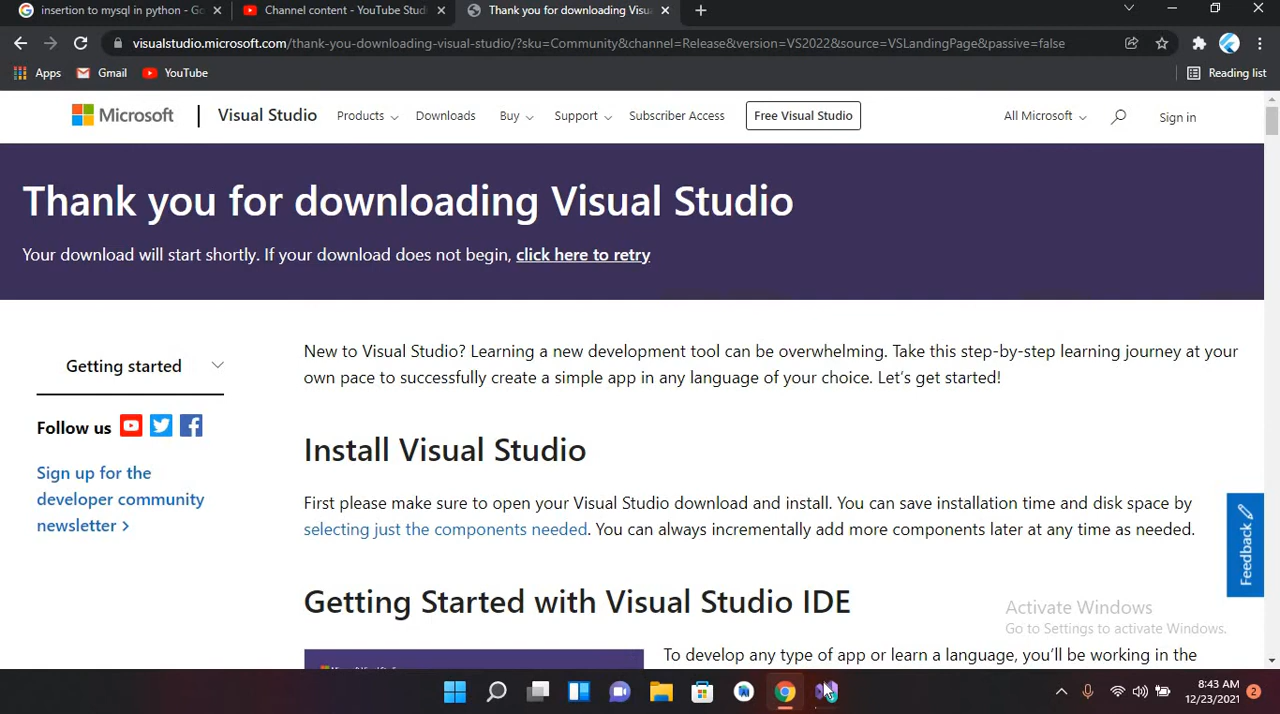 insertion to mysql in python - Go
Channel content - YouTube Studi
Thank you for downloading Visua
visualstudio.microsoft.com/thank-you-downloading-visual-studio/?sku=Community&channel=Release&version=VS2022&source=VSLandingPage&passive=false
Apps Gmail YouTube Reading list
Microsoft Visual Studio Products Downloads Buy Support Subscriber Access Free Visual Studio All Microsoft Sign in
Thank you for downloading Visual Studio
Your download will start shortly. If your download does not begin, click here to retry
Getting started
Follow us
Sign up for the
developer community
newsletter >
New to Visual Studio? Learning a new development tool can be overwhelming. Take this step-by-step learning journey at your
own pace to successfully create a simple app in any language of your choice. Let's get started!
Install Visual Studio
First please make sure to open your Visual Studio download and install. You can save installation time and disk space by
selecting just the components needed. You can always incrementally add more components later at any time as needed.
Getting Started with Visual Studio IDE
To develop any type of app or learn a language, you'll be working in the
Feedback
Activate Windows
Go to Settings to activate Windows.
8:43 AM
12/23/2021
2